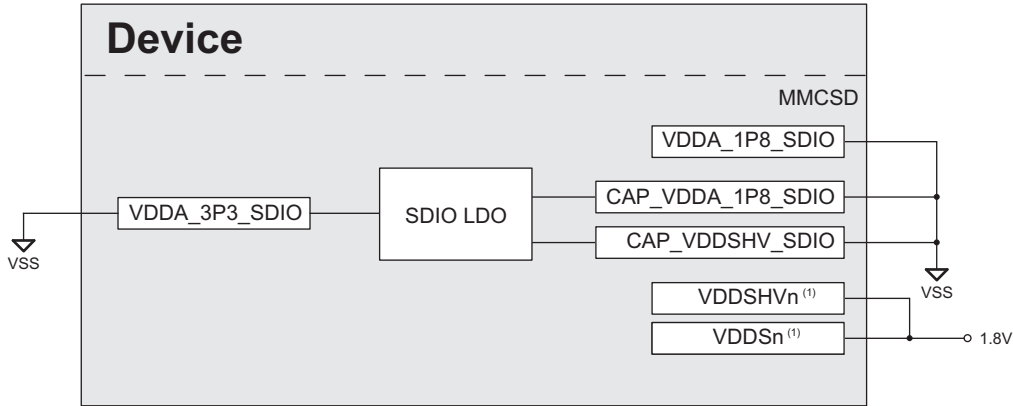 Device
MMCSD
VDDA_1P8_SDIO
CAP_VDDA_1P8_SDIO
VDDA_3P3_SDIO
SDIO LDO
CAP_VDDSHV_SDIO
VSS
VSS
VDDSHVn (1)
VDDSn (1)
1.8V